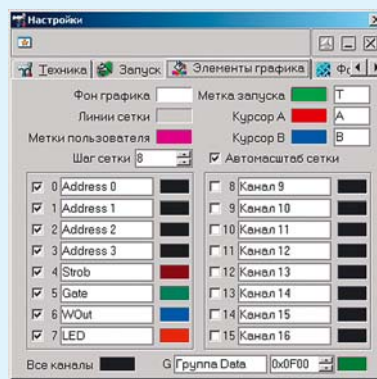 Настройки
Техника Запуск Элементы графика Фо
Фон графика Метка запуска T
Линии сетки Курсор A A
Метки пользователя Курсор B B
Шаг сетки 8 Автомасштаб сетки
0 Address 0 8 Канал 9
1 Address 1 9 Канал 10
2 Address 2 10 Канал 11
3 Address 3 11 Канал 12
4 Strob 12 Канал 13
5 Gate 13 Канал 14
6 WOut 14 Канал 15
7 LED 15 Канал 16
Все каналы G Группа Data 0x0F00